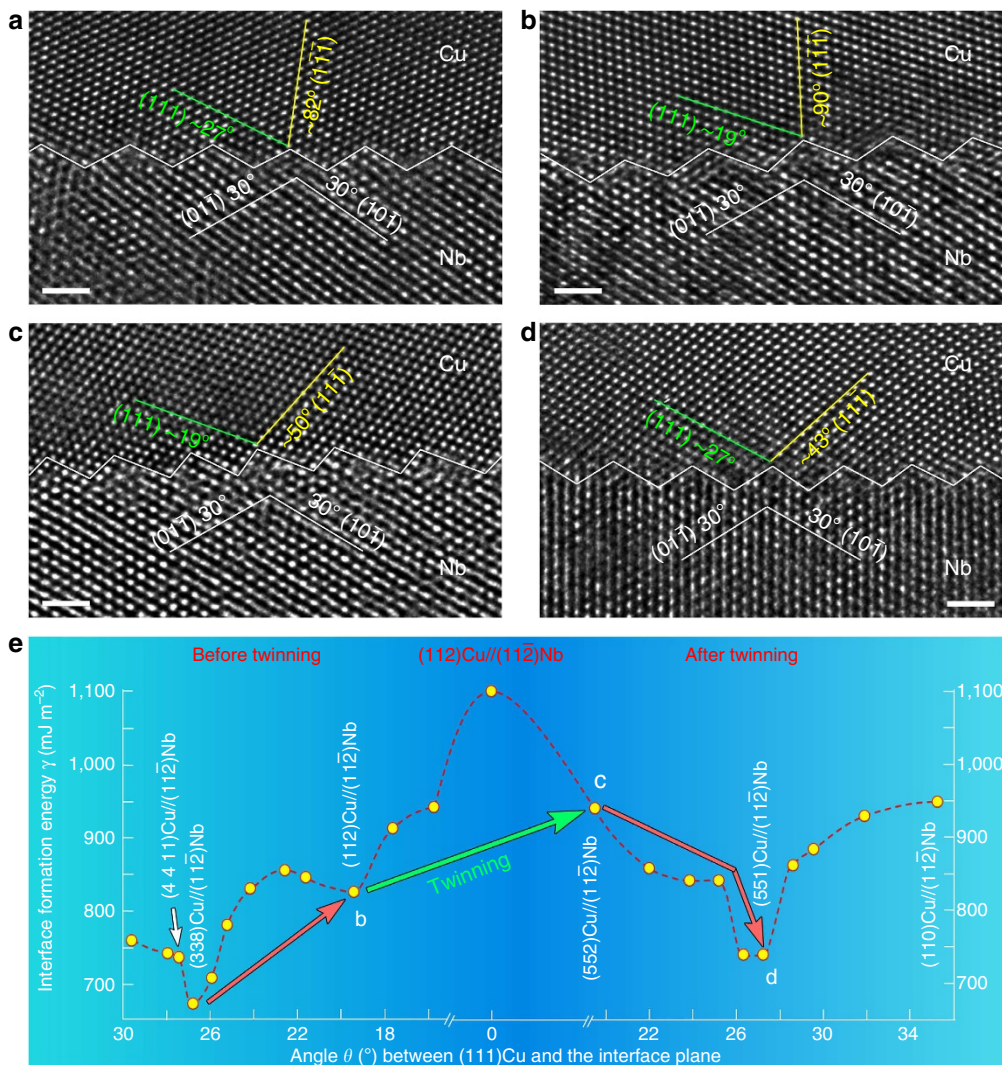 a
Cu
(111) ~27°
~82° (11̄1)
(011̄) 30°
30° (101̄)
Nb
b
Cu
(111) ~19°
~90° (11̄1)
(011̄) 30°
30° (101̄)
Nb
c
Cu
(111) ~19°
~50° (111̄)
(011̄) 30°
30° (101̄)
Nb
d
Cu
(111) ~27°
~43° (111̄)
(011̄) 30°
30° (101̄)
Nb
e
Before twinning
(112)Cu//(112̄)Nb
After twinning
Interface formation energy γ (mJ m⁻²)
1,100
1,000
900
800
700
1,100
1,000
900
800
700
(4 4 11)Cu//(112̄)Nb
(338)Cu//(112̄)Nb
(112)Cu//(112̄)Nb
b
Twinning
c
(552)Cu//(112̄)Nb
(551)Cu//(112̄)Nb
d
(110)Cu//(112̄)Nb
30
26
22
18
0
22
26
30
34
Angle θ (°) between (111)Cu and the interface plane